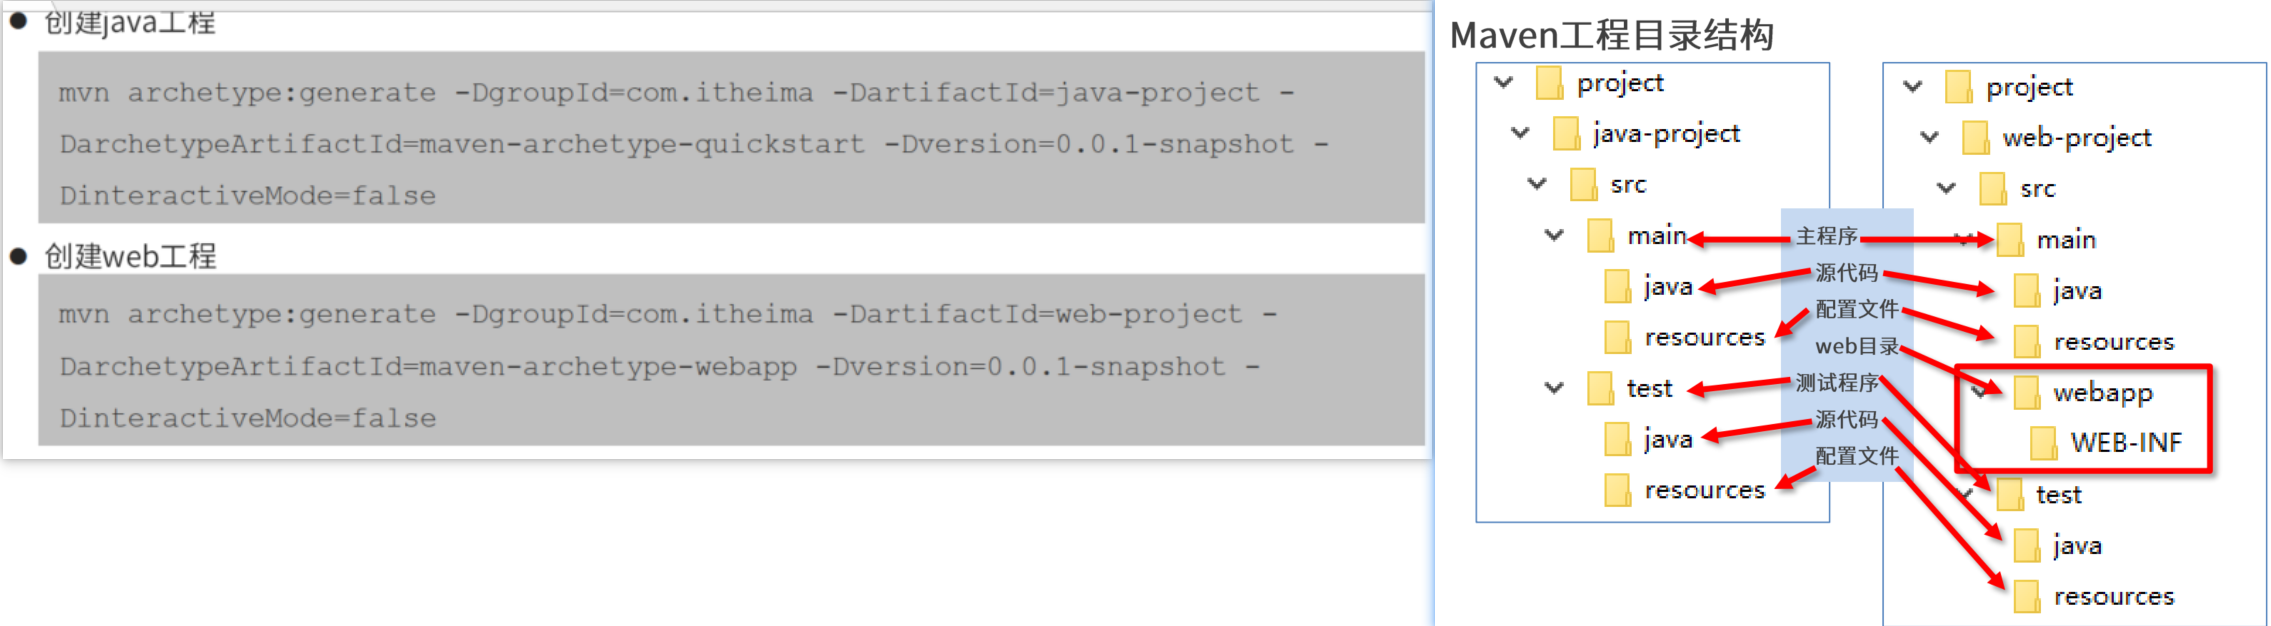 创建java工程
mvn archetype:generate -DgroupId=com.itheima -DartifactId=java-project -
DarchetypeArtifactId=maven-archetype-quickstart -Dversion=0.0.1-snapshot -
DinteractiveMode=false
创建web工程
mvn archetype:generate -DgroupId=com.itheima -DartifactId=web-project -
DarchetypeArtifactId=maven-archetype-webapp -Dversion=0.0.1-snapshot -
DinteractiveMode=false
Maven工程目录结构
project
java-project
src
main
java
resources
test
java
resources
主程序
源代码
配置文件
web目录
测试程序
源代码
配置文件
project
web-project
src
main
java
resources
webapp
WEB-INF
test
java
resources